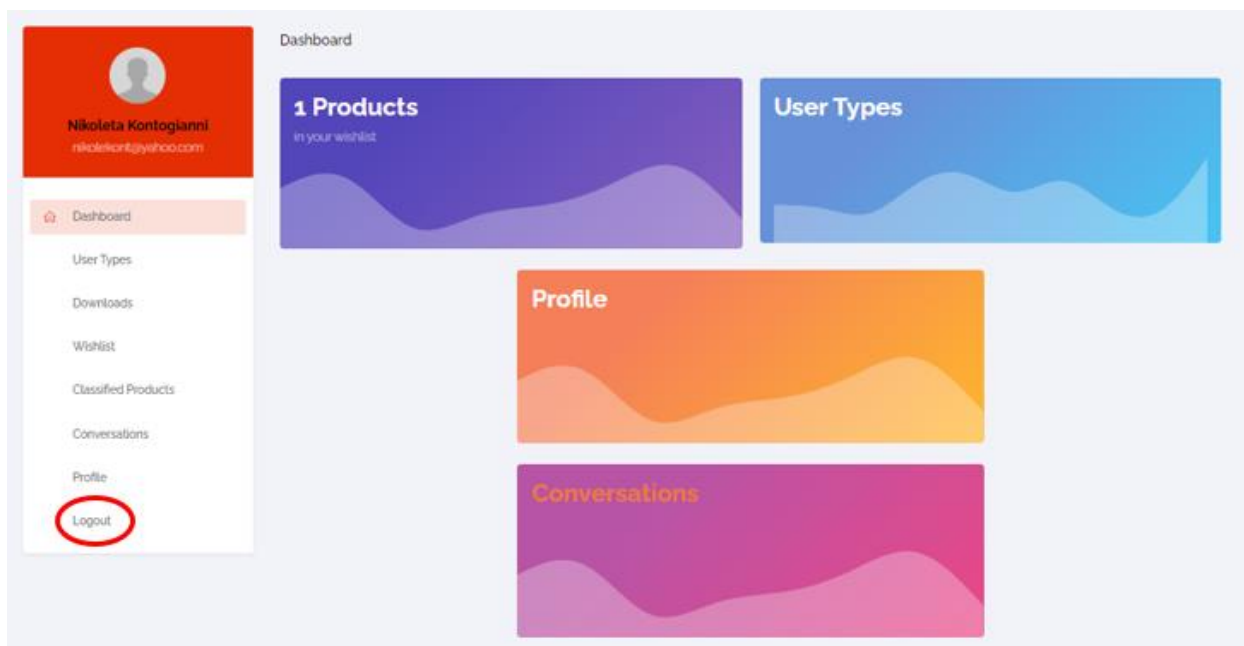 Nikoleta Kontogianni
nikolekont@yahoo.com
Dashboard
User Types
Downloads
Wishlist
Classified Products
Conversations
Profile
Logout
Dashboard
1 Products
in your wishlist
User Types
Profile
Conversations